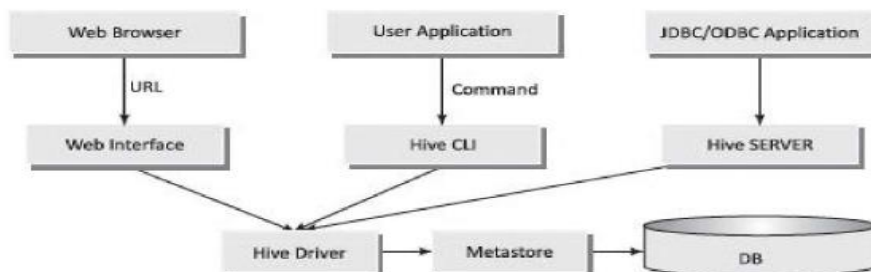 Web Browser
User Application
JDBC/ODBC Application
URL
Command
Web Interface
Hive CLI
Hive SERVER
Hive Driver
Metastore
DB